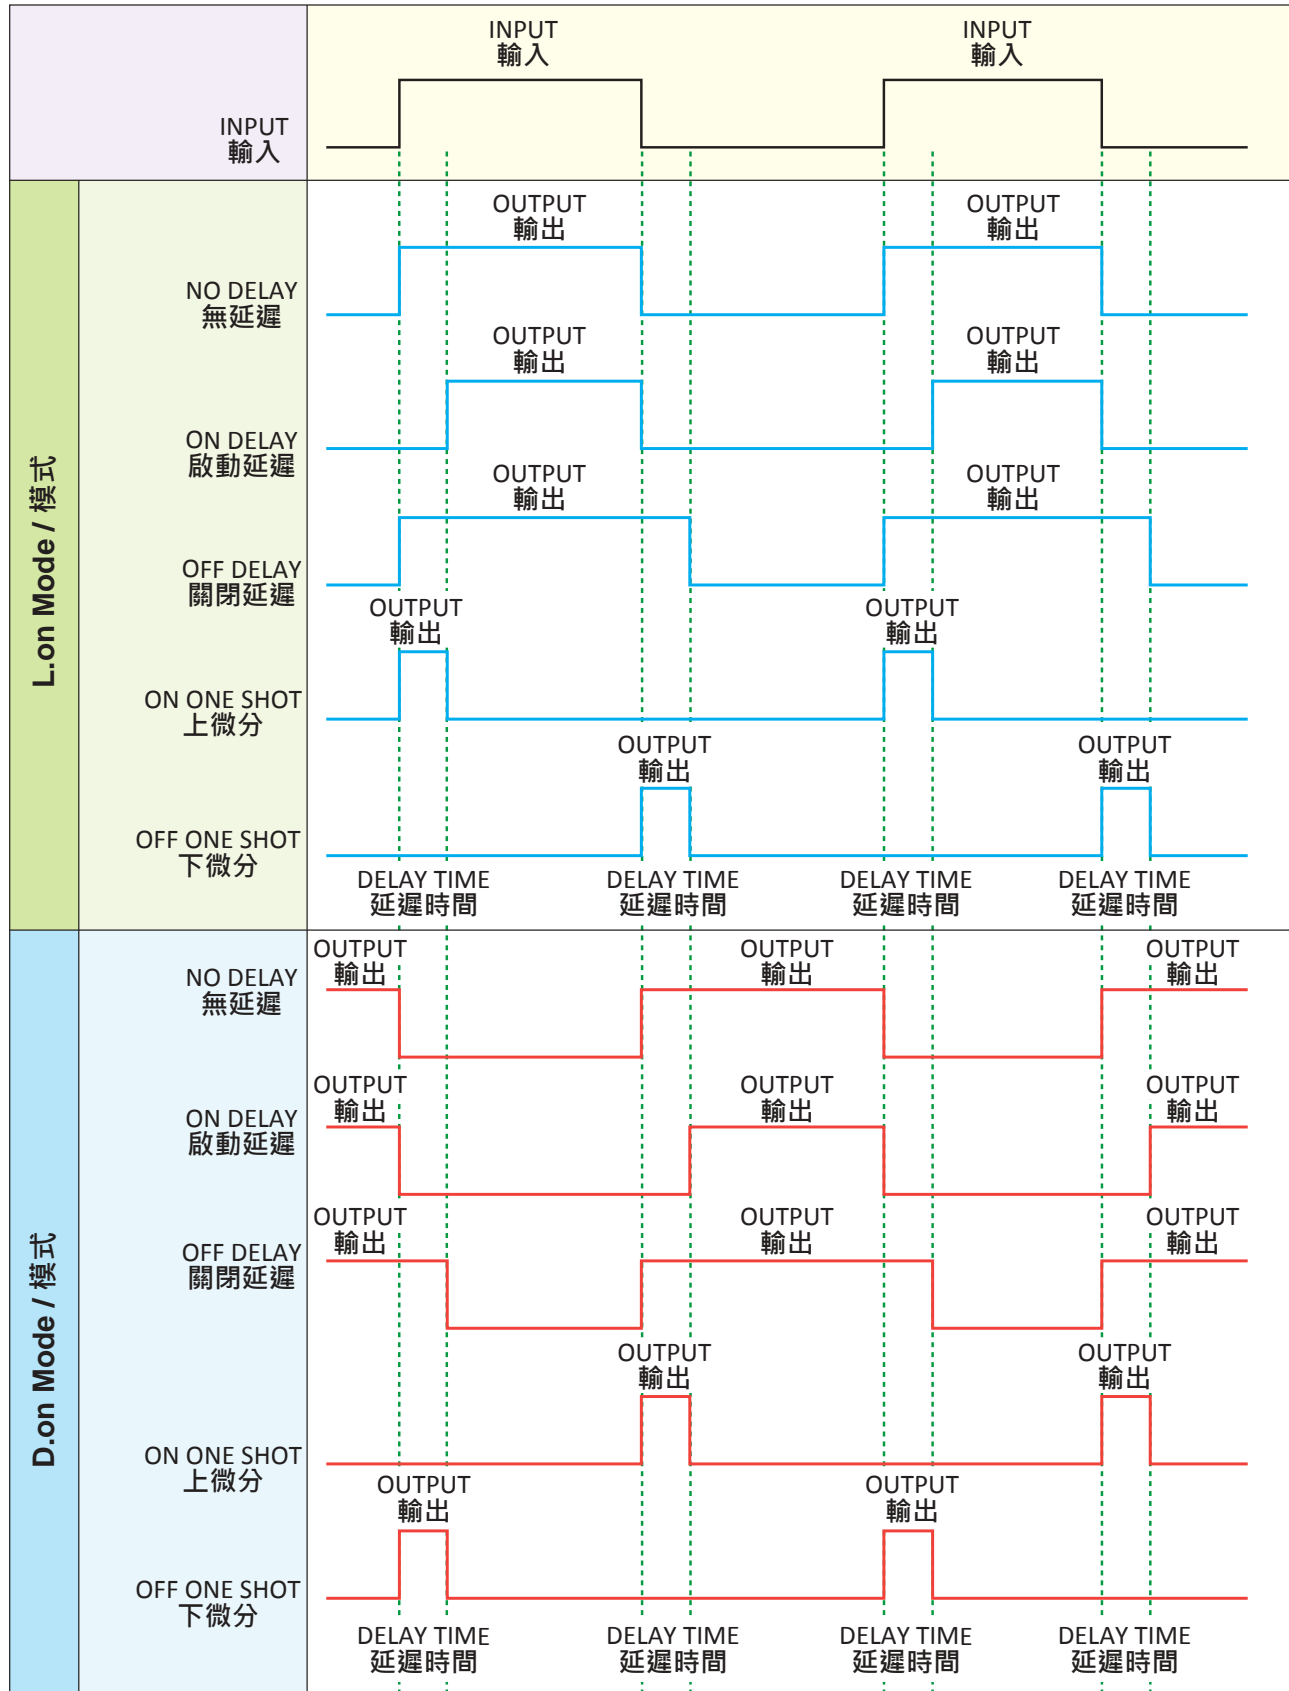 INPUT
輸入
INPUT
輸入
INPUT
輸入
L.on Mode / 模式
OUTPUT
輸出
OUTPUT
輸出
NO DELAY
無延遲
OUTPUT
輸出
OUTPUT
輸出
ON DELAY
啟動延遲
OUTPUT
輸出
OUTPUT
輸出
OFF DELAY
關閉延遲
OUTPUT
輸出
OUTPUT
輸出
ON ONE SHOT
上微分
OUTPUT
輸出
OUTPUT
輸出
OFF ONE SHOT
下微分
DELAY TIME
延遲時間
DELAY TIME
延遲時間
DELAY TIME
延遲時間
DELAY TIME
延遲時間
D.on Mode / 模式
OUTPUT
輸出
OUTPUT
輸出
OUTPUT
輸出
NO DELAY
無延遲
OUTPUT
輸出
OUTPUT
輸出
OUTPUT
輸出
ON DELAY
啟動延遲
OUTPUT
輸出
OUTPUT
輸出
OUTPUT
輸出
OFF DELAY
關閉延遲
OUTPUT
輸出
OUTPUT
輸出
ON ONE SHOT
上微分
OUTPUT
輸出
OUTPUT
輸出
OFF ONE SHOT
下微分
DELAY TIME
延遲時間
DELAY TIME
延遲時間
DELAY TIME
延遲時間
DELAY TIME
延遲時間